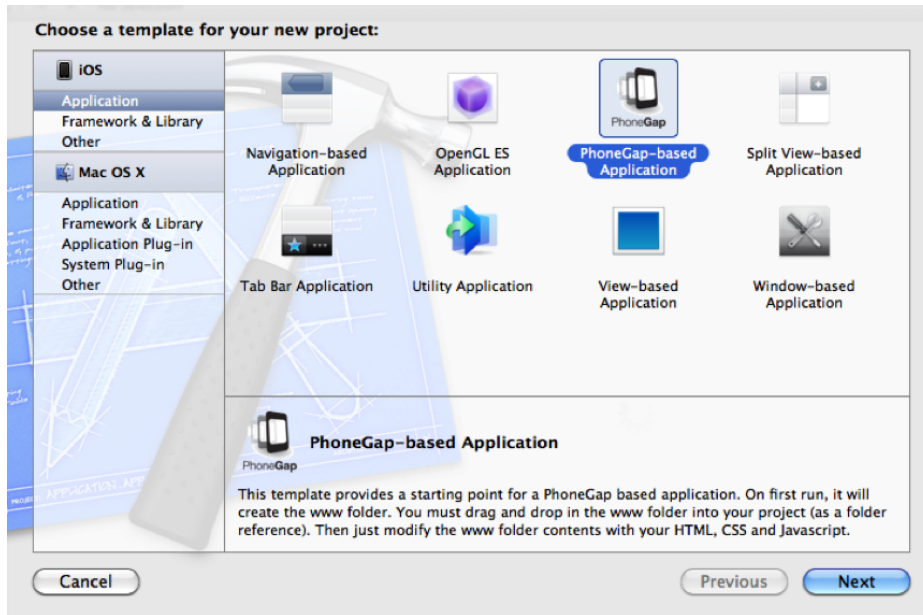 Choose a template for your new project:
iOS
Application
Framework & Library
Other
Mac OS X
Application
Framework & Library
Application Plug-in
System Plug-in
Other
Navigation-based
Application
OpenGL ES
Application
PhoneGap
PhoneGap-based
Application
Split View-based
Application
Tab Bar Application
Utility Application
View-based
Application
Window-based
Application
PhoneGap
PhoneGap-based Application
This template provides a starting point for a PhoneGap based application. On first run, it will
create the www folder. You must drag and drop in the www folder into your project (as a folder
reference). Then just modify the www folder contents with your HTML, CSS and Javascript.
Cancel
Previous
Next